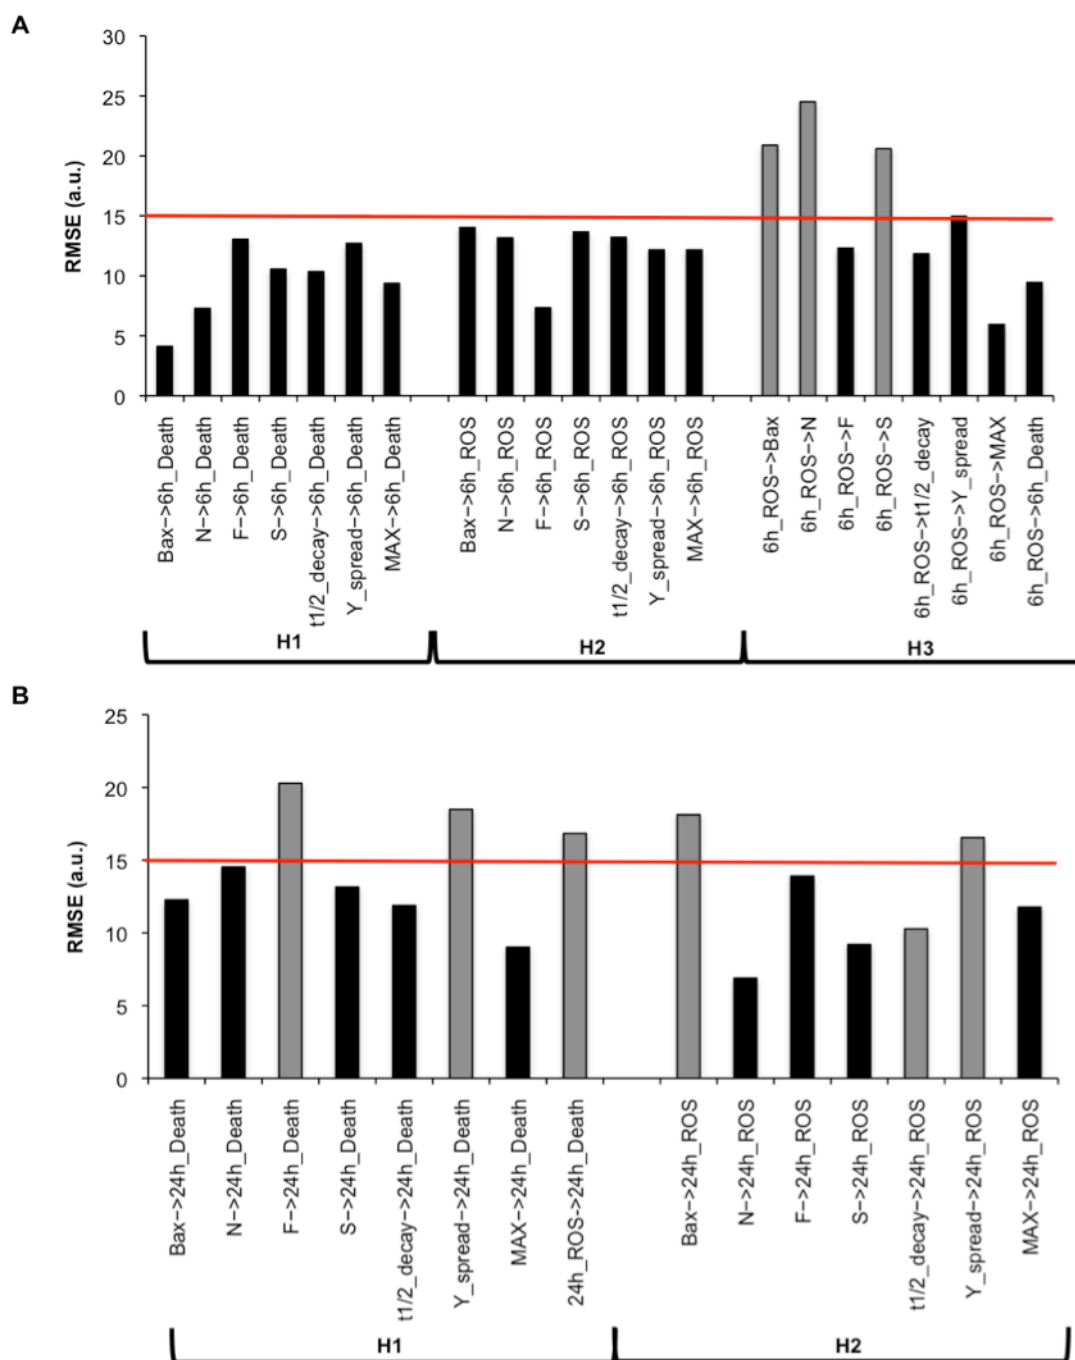 A
30
25
20
15
10
5
0
RMSE (a.u.)
Bax->6h_Death
N->6h_Death
F->6h_Death
S->6h_Death
t1/2_decay->6h_Death
Y_spread->6h_Death
MAX->6h_Death
Bax->6h_ROS
N->6h_ROS
F->6h_ROS
S->6h_ROS
t1/2_decay->6h_ROS
Y_spread->6h_ROS
MAX->6h_ROS
6h_ROS->Bax
6h_ROS->N
6h_ROS->F
6h_ROS->S
6h_ROS->t1/2_decay
6h_ROS->Y_spread
6h_ROS->MAX
6h_ROS->6h_Death
H1
H2
H3
B
25
20
15
10
5
0
RMSE (a.u.)
Bax->24h_Death
N->24h_Death
F->24h_Death
S->24h_Death
t1/2_decay->24h_Death
Y_spread->24h_Death
MAX->24h_Death
24h_ROS->24h_Death
Bax->24h_ROS
N->24h_ROS
F->24h_ROS
S->24h_ROS
t1/2_decay->24h_ROS
Y_spread->24h_ROS
MAX->24h_ROS
H1
H2